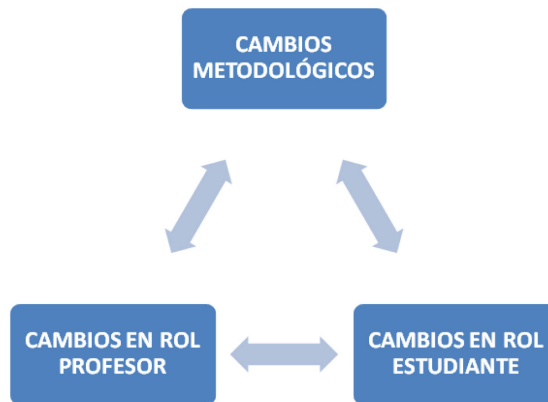 CAMBIOS
METODOLÓGICOS
CAMBIOS EN ROL
PROFESOR
CAMBIOS EN ROL
ESTUDIANTE